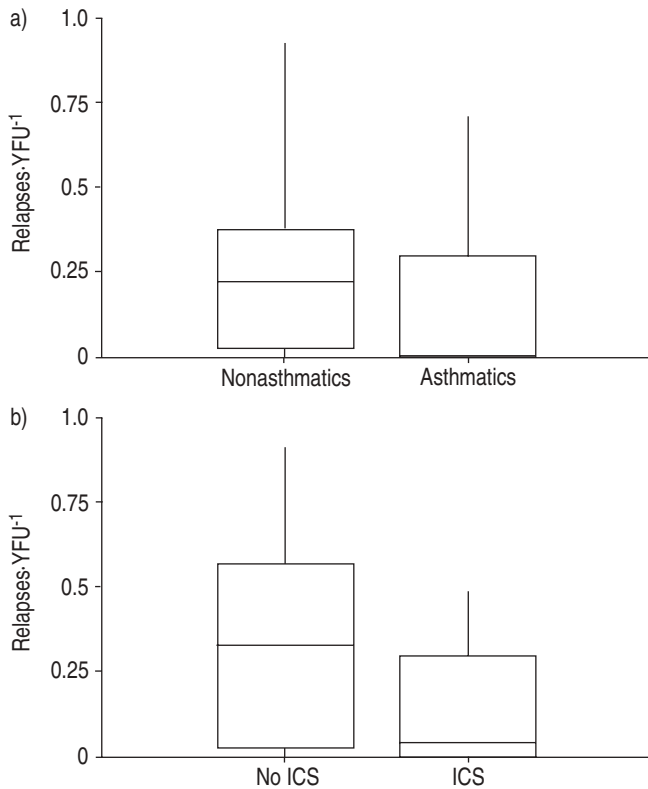 a)
Relapses·YFU⁻¹
1.0
0.75
0.5
0.25
0
Nonasthmatics Asthmatics
b)
Relapses·YFU⁻¹
1.0
0.75
0.5
0.25
0
No ICS ICS